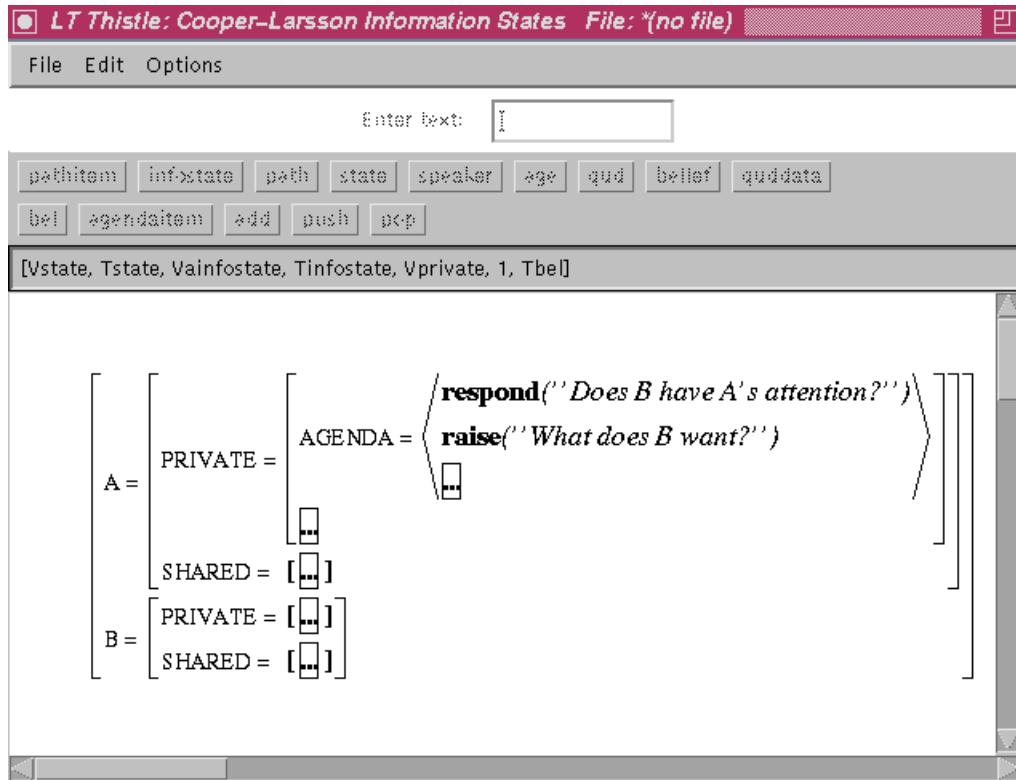 LT Thistle: Cooper–Larsson Information States File: *(no file)
File Edit Options
Enter text:
pathitem infostate path state speaker age qud belief quddata
bel agendaitem add push pop
[Vstate, Tstate, Vainfostate, Tinfostate, Vprivate, 1, Tbel]
respond(''Does B have A's attention?'')
AGENDA =
raise(''What does B want?'')
PRIVATE =
A =
...
...
SHARED = [...]
PRIVATE = [...]
B =
SHARED = [...]